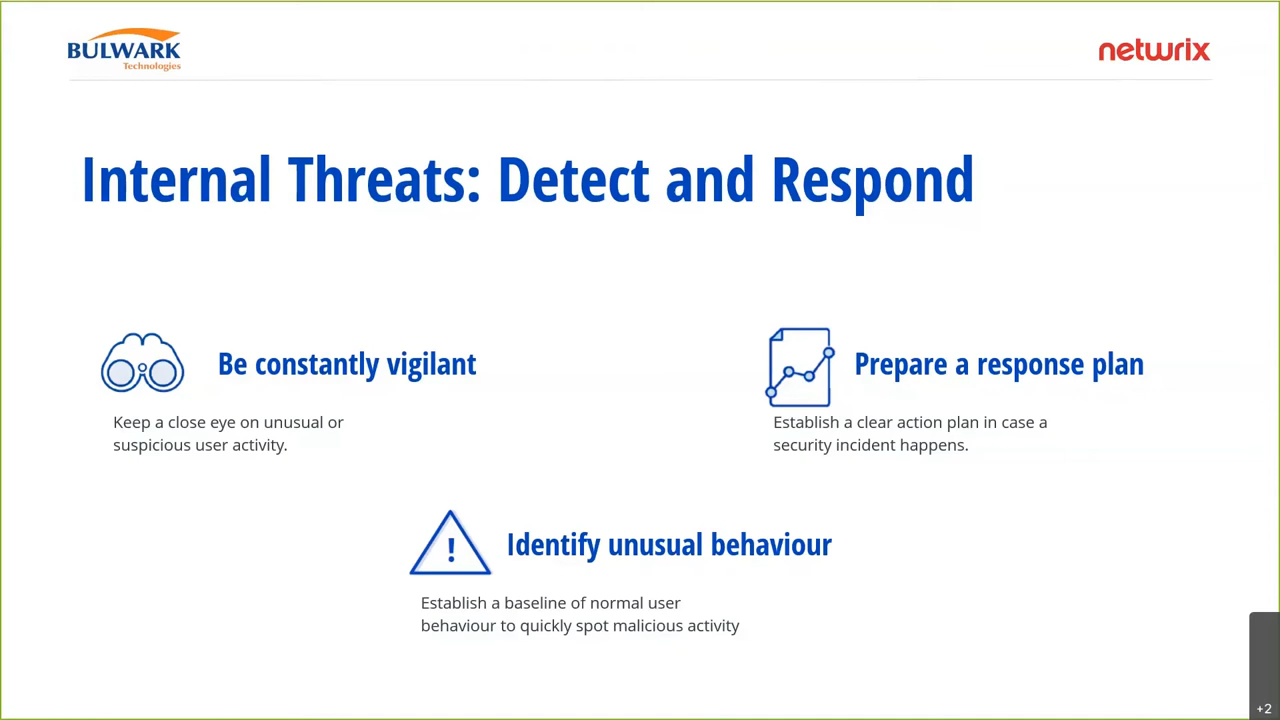 BULWARK
Technologies
netwrix
Internal Threats: Detect and Respond
Be constantly vigilant
Keep a close eye on unusual or
suspicious user activity.
Prepare a response plan
Establish a clear action plan in case a
security incident happens.
!
Identify unusual behaviour
Establish a baseline of normal user
behaviour to quickly spot malicious activity
+2